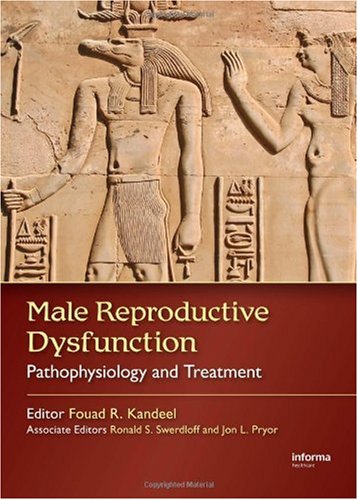 Male Reproductive
Dysfunction
Pathophysiology and Treatment
Editor Fouad R. Kandeel
Associate Editors Ronald S. Swerdloff and Jon L. Pryor
informa
healthcare